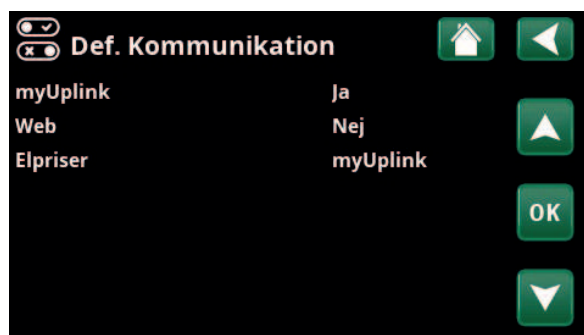 Def. Kommunikation
myUplink Ja
Web Nej
Elpriser myUplink
OK